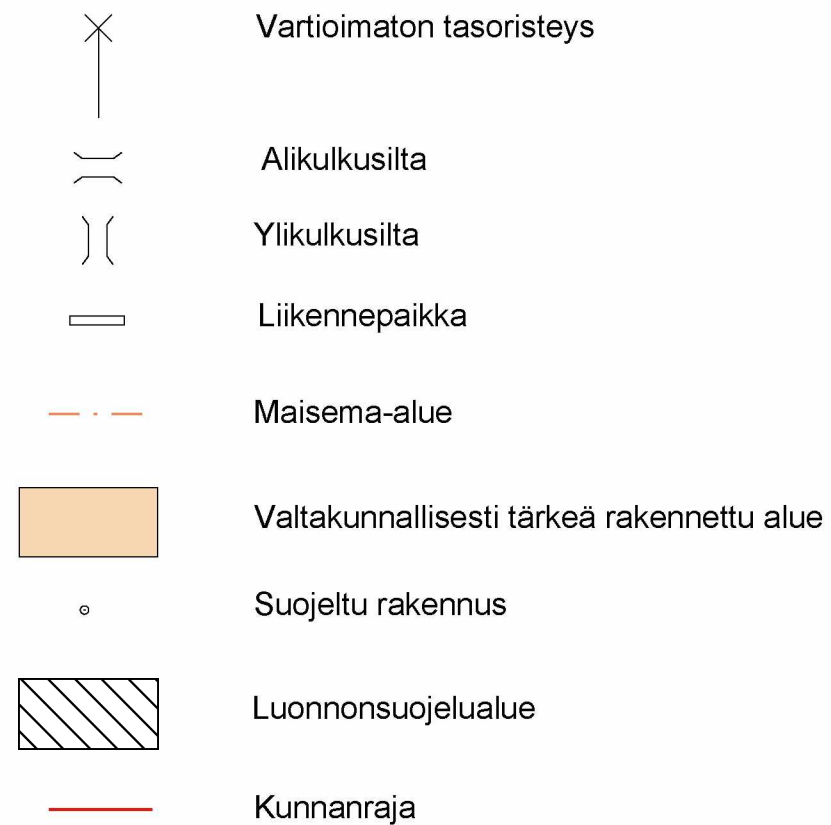 Vartioimaton tasoristeys
Alikulkusilta
Ylikulkusilta
Liikennepaikka
Maisema-alue
Valtakunnallisesti tärkeä rakennettu alue
Suojeltu rakennus
Luonnonsuojelualue
Kunnanraja